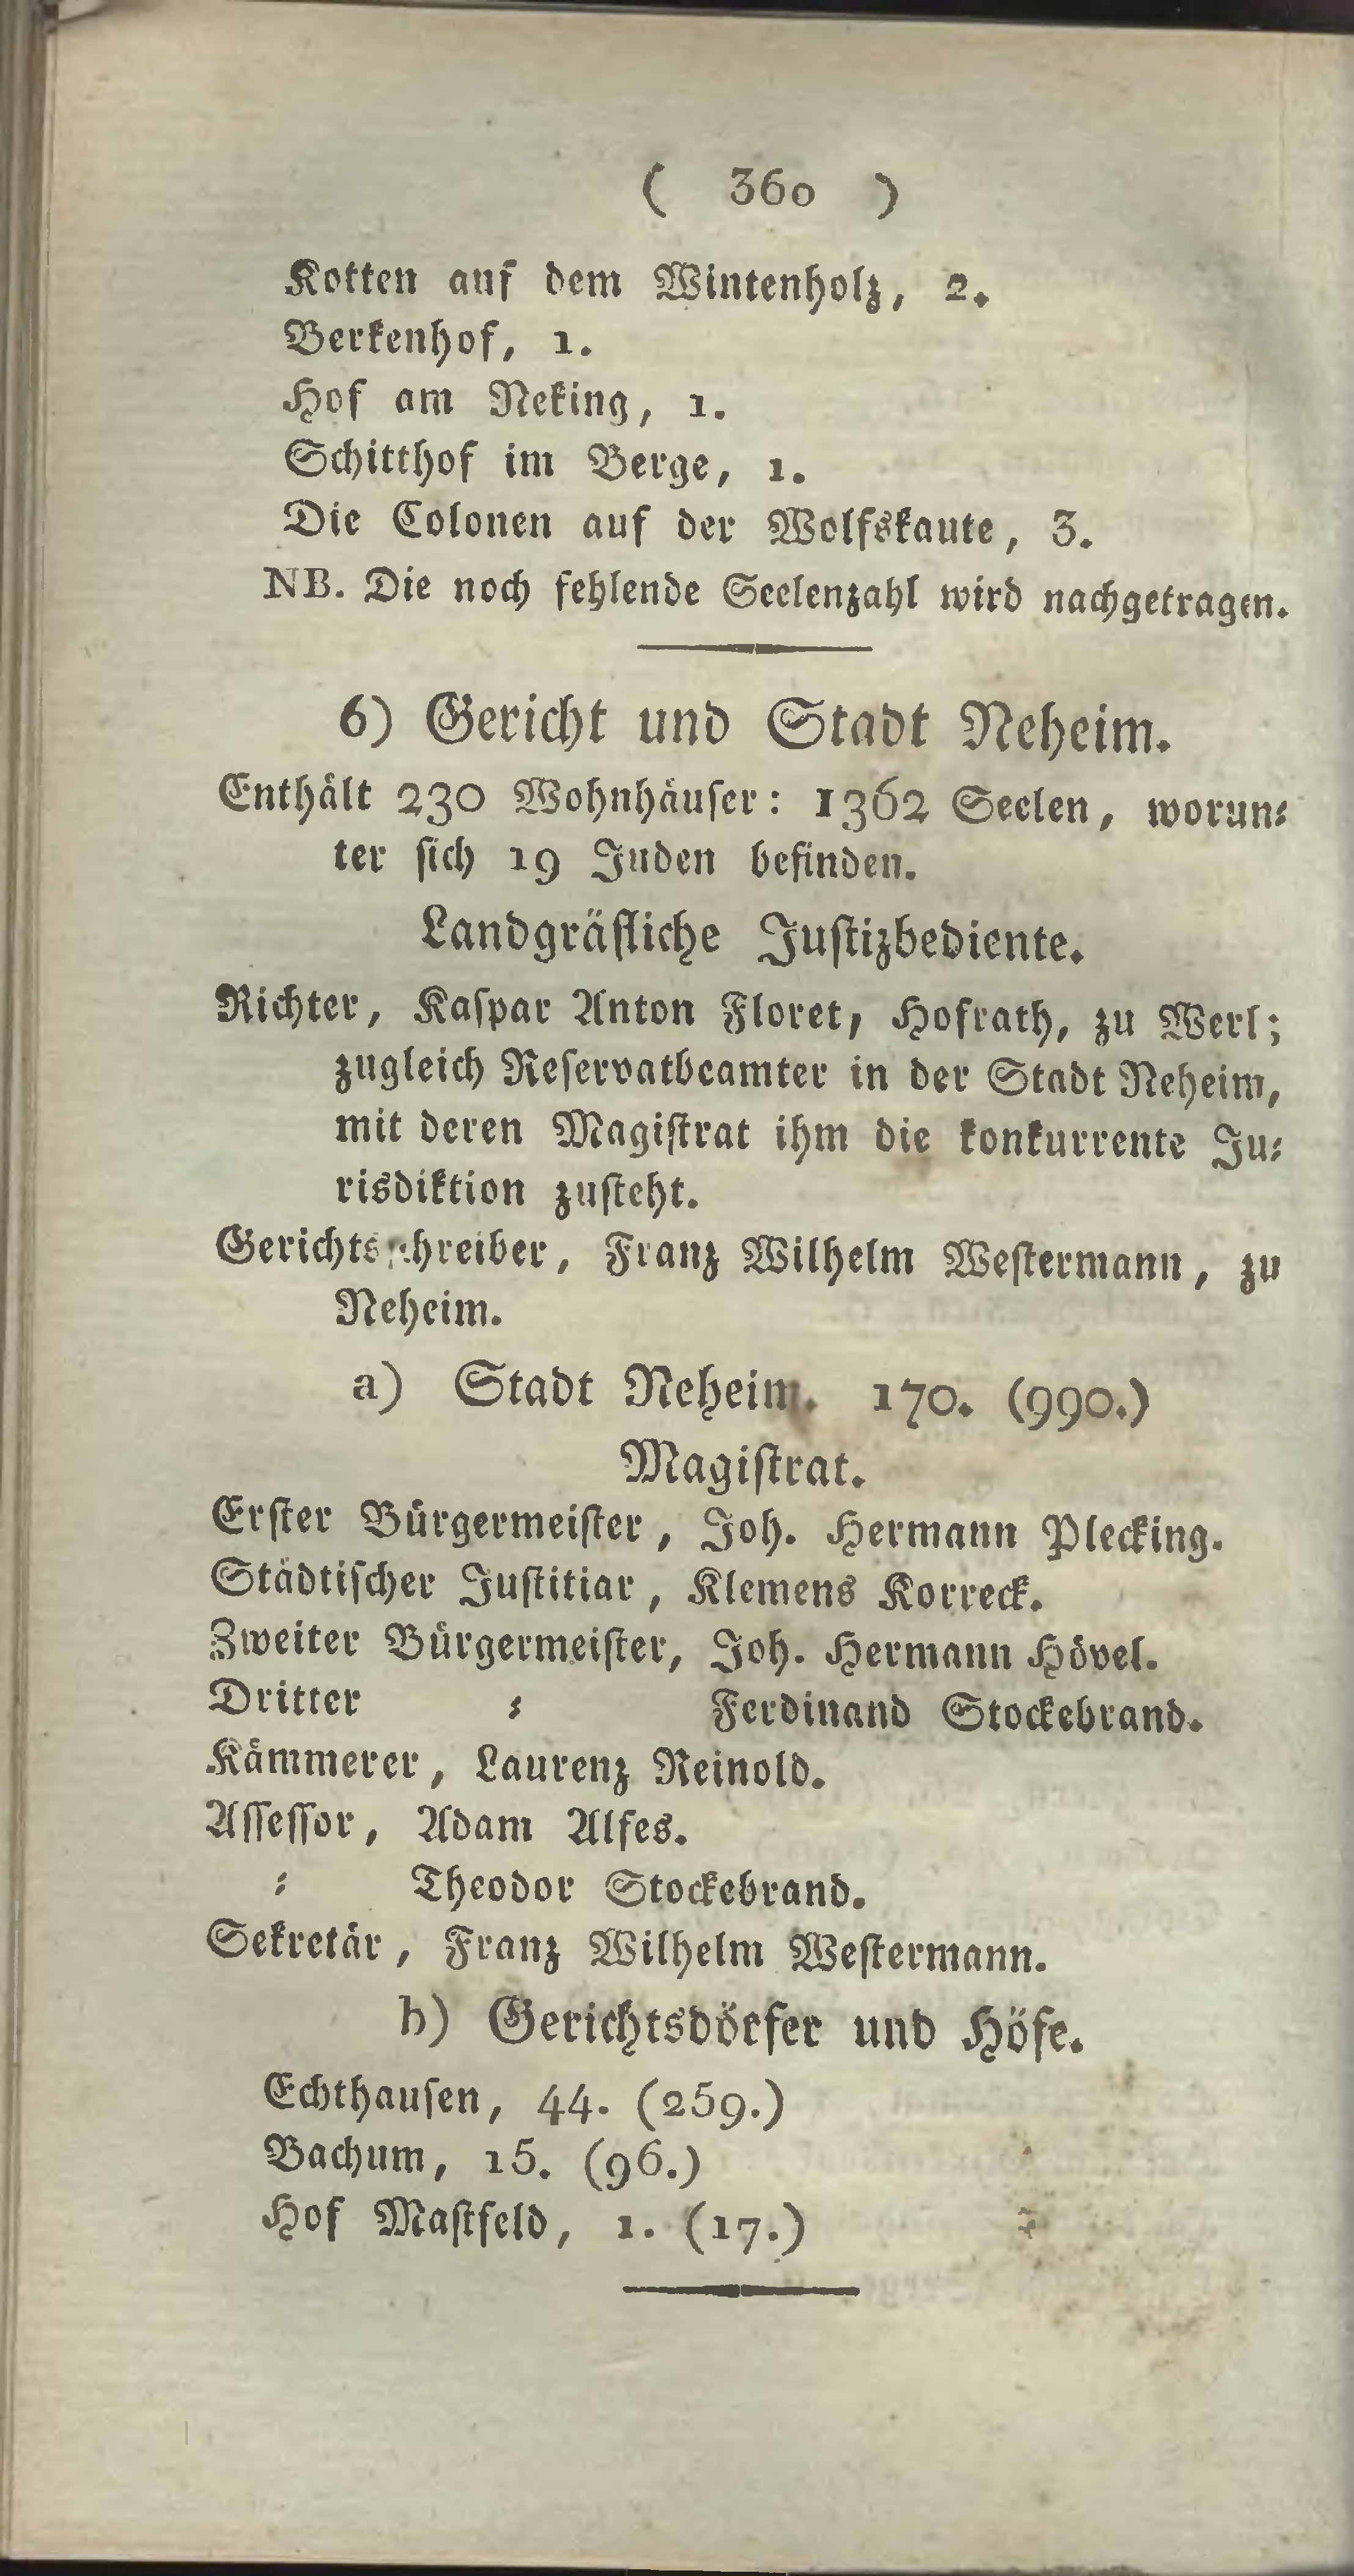 ( 360 )
Kotten auf dem Wintenholz, 2.
Berkenhof, 1.
Hof am Neking, 1.
Schitthof im Berge, 1.
Die Colonen auf der Wolfskaute, 3.
NB. Die noch fehlende Seelenzahl wird nachgetragen.
6) Gericht und Stadt Neheim.
Enthält 230 Wohnhäuser: 1362 Seelen, worun⸗
ter ſich 19 Juden befinden.
Landgräfliche Juſtizbediente.
Richter, Kaſpar Anton Floret, Hofrath, zu Werl;
zugleich Reſervatbeamter in der Stadt Neheim,
mit deren Magiſtrat ihm die konkurrente Ju⸗
risdiktion zuſteht.
Gerichtsſchreiber, Franz Wilhelm Weſtermann, zu
Neheim.
a) Stadt Neheim. 170. (990.)
Magiſtrat.
Erſter Bürgermeiſter, Joh. Hermann Plecking.
Städtiſcher Juſtitiar, Klemens Korreck.
Zweiter Bürgermeiſter, Joh. Hermann Hövel.
Dritter ⸗ Ferdinand Stockebrand.
Kämmerer, Laurenz Reinold.
Aſſeſſor, Adam Alfes.
⸗ Theodor Stockebrand.
Sekretär, Franz Wilhelm Weſtermann.
b) Gerichtsdörfer und Höfe.
Echthauſen, 44. (259.)
Bachum, 15. (96.)
Hof Maſtfeld, 1. (17.)